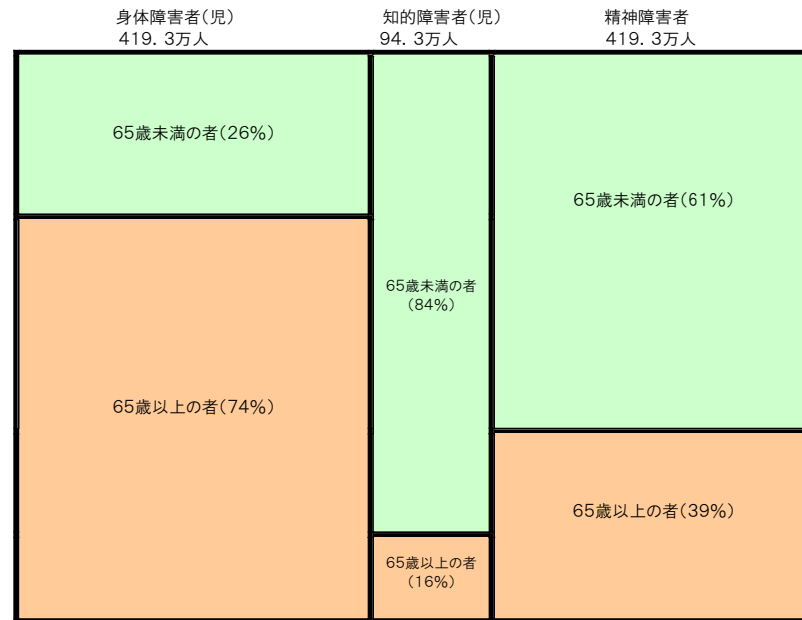 身体障害者(児)
419.3万人
知的障害者(児)
94.3万人
精神障害者
419.3万人
65歳未満の者(26%)
65歳以上の者(74%)
65歳未満の者
(84%)
65歳以上の者
(16%)
65歳未満の者(61%)
65歳以上の者(39%)